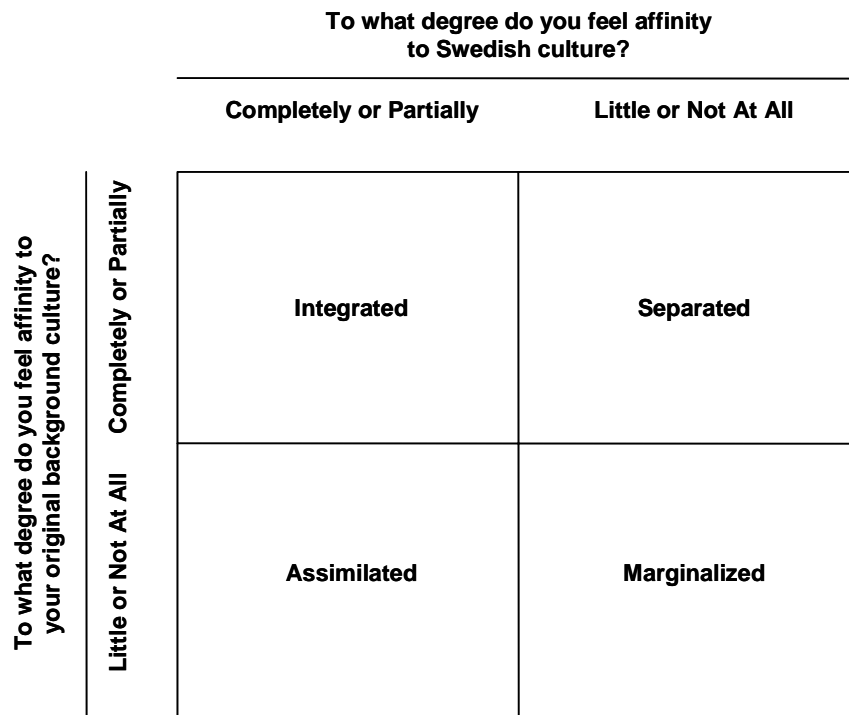 To what degree do you feel affinity
to Swedish culture?
Completely or Partially
Little or Not At All
To what degree do you feel affinity to
your original background culture?
Completely or Partially
Integrated
Separated
Little or Not At All
Assimilated
Marginalized